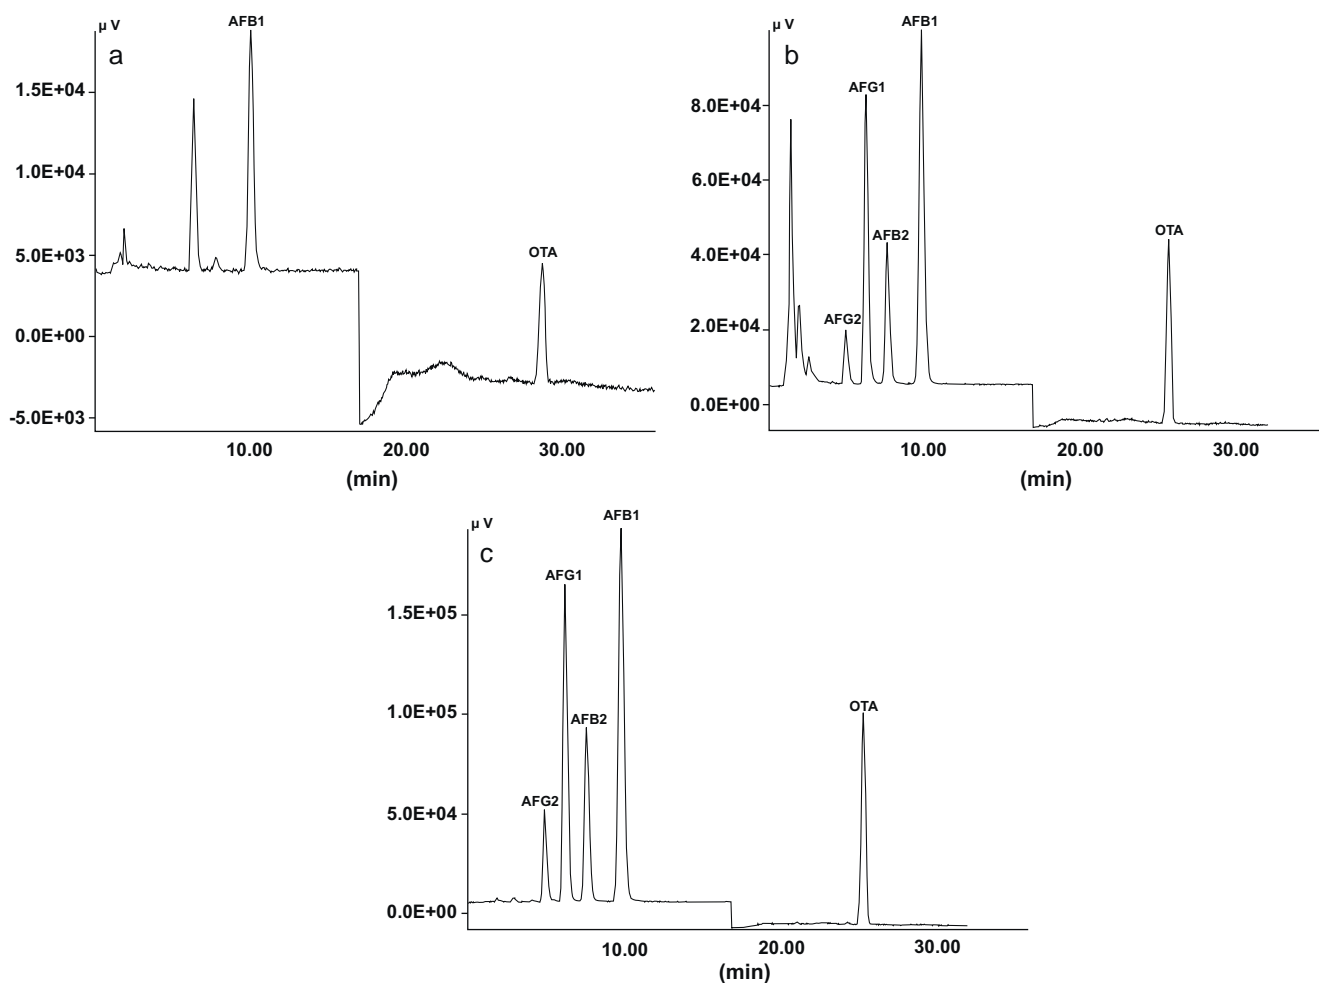 µ V
AFB1
a
1.5E+04
1.0E+04
5.0E+03
OTA
0.0E+00
-5.0E+03
10.00 20.00 30.00
(min)
µ V
AFB1
b
AFG1
8.0E+04
6.0E+04
AFB2
OTA
4.0E+04
AFG2
2.0E+04
0.0E+00
10.00 20.00 30.00
(min)
µ V
AFB1
c
AFG1
1.5E+05
1.0E+05
AFB2
OTA
AFG2
5.0E+04
0.0E+00
10.00 20.00 30.00
(min)